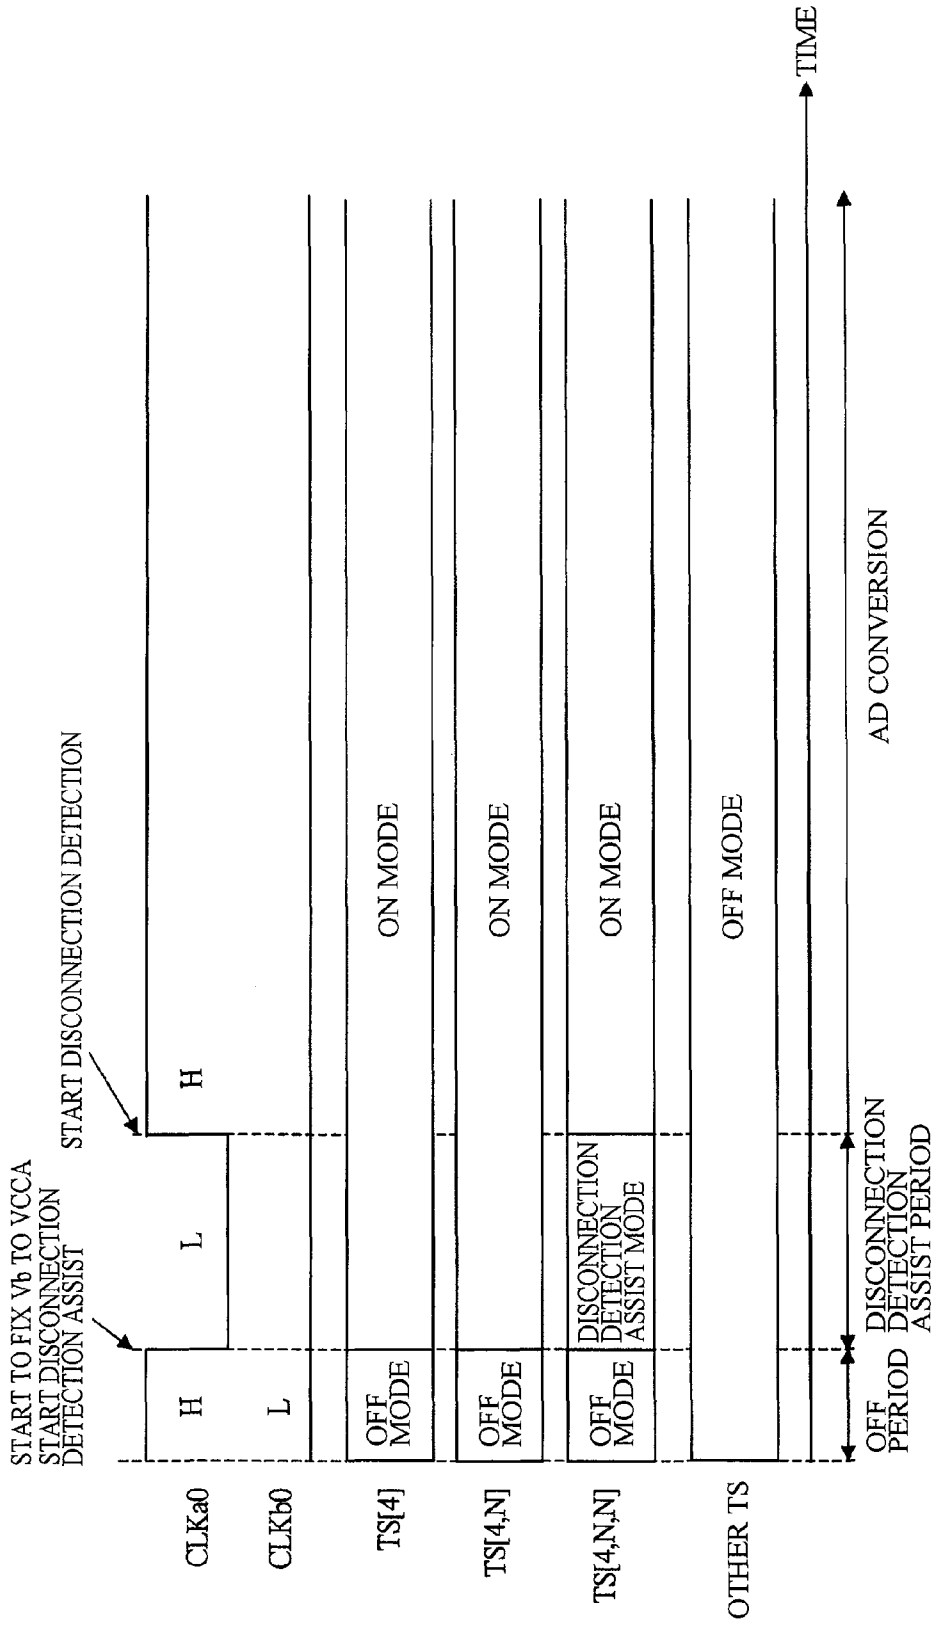 START TO FIX Vb TO VCCA
START DISCONNECTION
DETECTION ASSIST
START DISCONNECTION DETECTION
CLKa0
H
L
H
CLKb0
L
TS[4]
OFF
MODE
ON MODE
TS[4,N]
OFF
MODE
ON MODE
TS[4,N,N]
OFF
MODE
DISCONNECTION
DETECTION
ASSIST MODE
ON MODE
OTHER TS
OFF MODE
TIME
OFF
PERIOD
DISCONNECTION
DETECTION
ASSIST PERIOD
AD CONVERSION